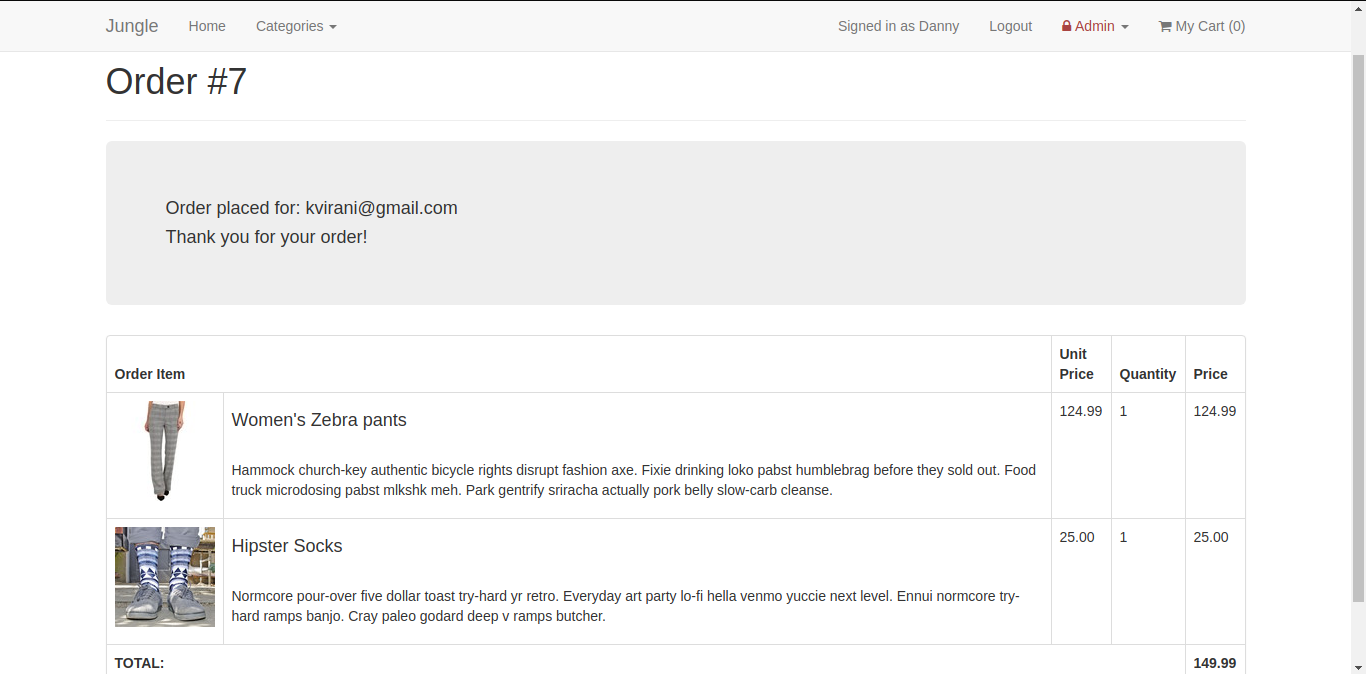 Jungle Home Categories Signed in as Danny Logout Admin My Cart (0)
Order #7
Order placed for: kvirani@gmail.com
Thank you for your order!
Order Item Unit Price Quantity Price
Women's Zebra pants 124.99 1 124.99
Hammock church-key authentic bicycle rights disrupt fashion axe. Fixie drinking loko pabst humblebrag before they sold out. Food
truck microdosing pabst mlkshk meh. Park gentrify sriracha actually pork belly slow-carb cleanse.
Hipster Socks 25.00 1 25.00
Normcore pour-over five dollar toast try-hard yr retro. Everyday art party lo-fi hella venmo yuccie next level. Ennui normcore try-
hard ramps banjo. Cray paleo godard deep v ramps butcher.
TOTAL: 149.99